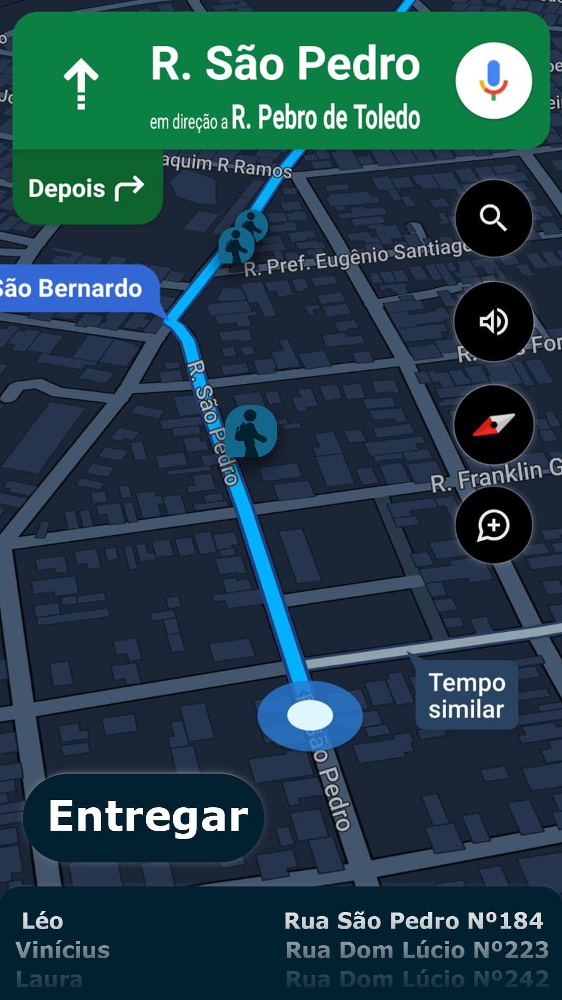 R. São Pedro
em direção a R. Pebro de Toledo
Depois
aquim R Ramos
R. Pref. Eugênio Santiago
São Bernardo
R. São Pedro
R. Franklin G
Tempo
similar
São Pedro
Entregar
Léo Rua São Pedro Nº184
Vinícius Rua Dom Lúcio Nº223
Laura Rua Dom Lúcio Nº242